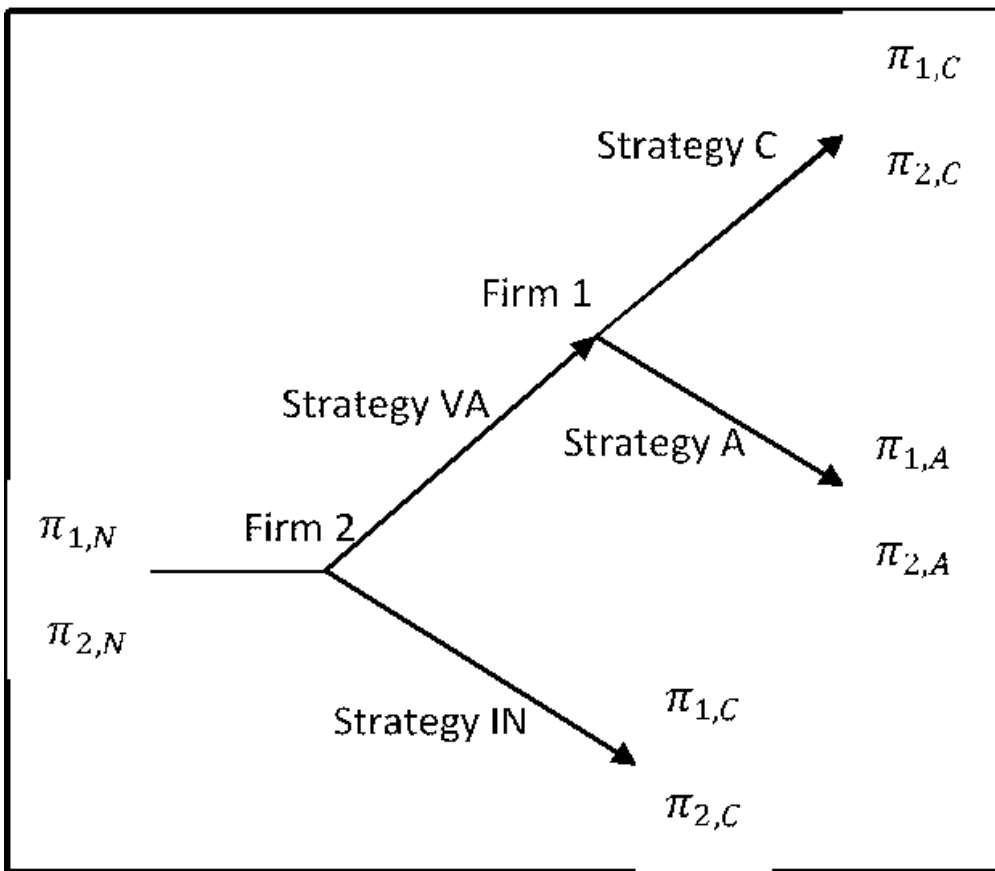 π1,C
Strategy C
π2,C
Firm 1
Strategy VA
Strategy A
π1,A
π1,N
Firm 2
π2,A
π2,N
Strategy IN
π1,C
π2,C